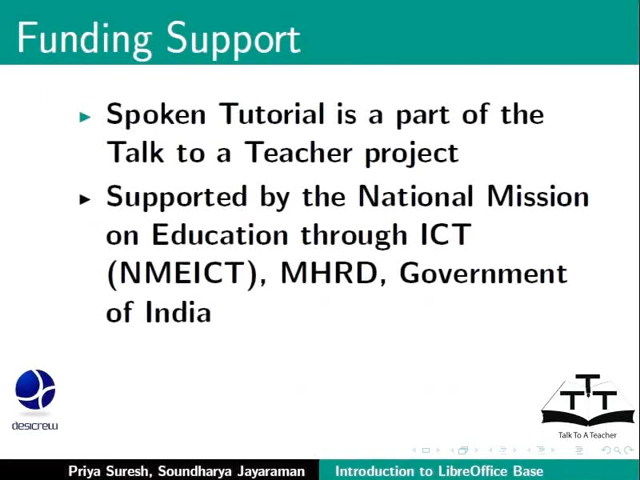 Funding Support
Spoken Tutorial is a part of the
Talk to a Teacher project
Supported by the National Mission
on Education through ICT
(NMEICT), MHRD, Government
of India
desicrew
T T T
Talk To A Teacher
Priya Suresh, Soundharya Jayaraman
Introduction to LibreOffice Base